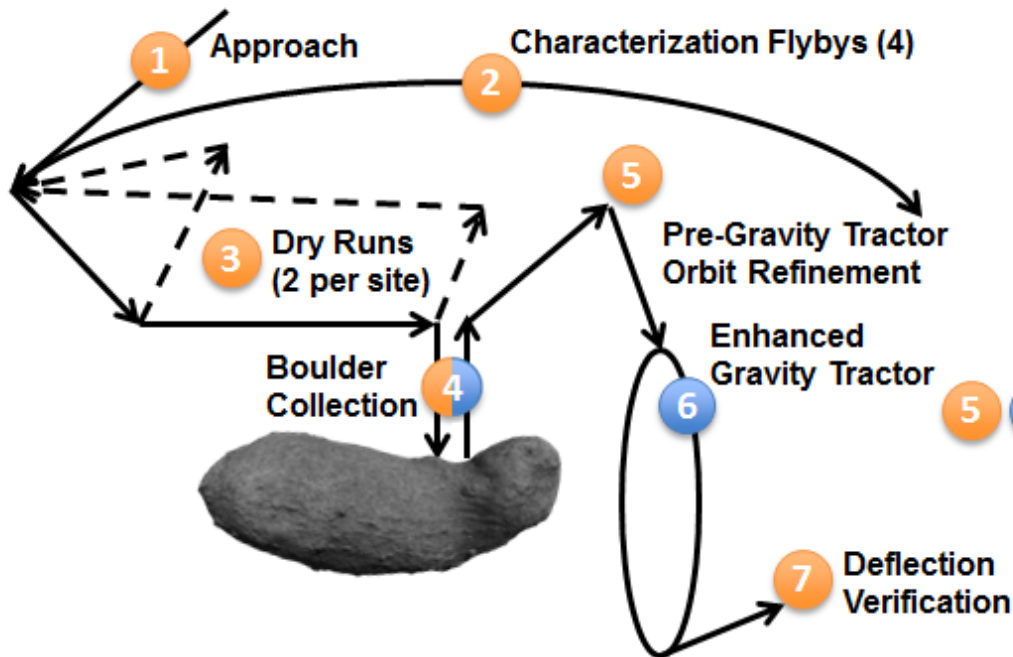 1
Approach
Characterization Flybys (4)
2
3
Dry Runs
(2 per site)
5
Pre-Gravity Tractor
Orbit Refinement
Boulder
Collection
4
Enhanced
Gravity Tractor
6
5
7
Deflection
Verification